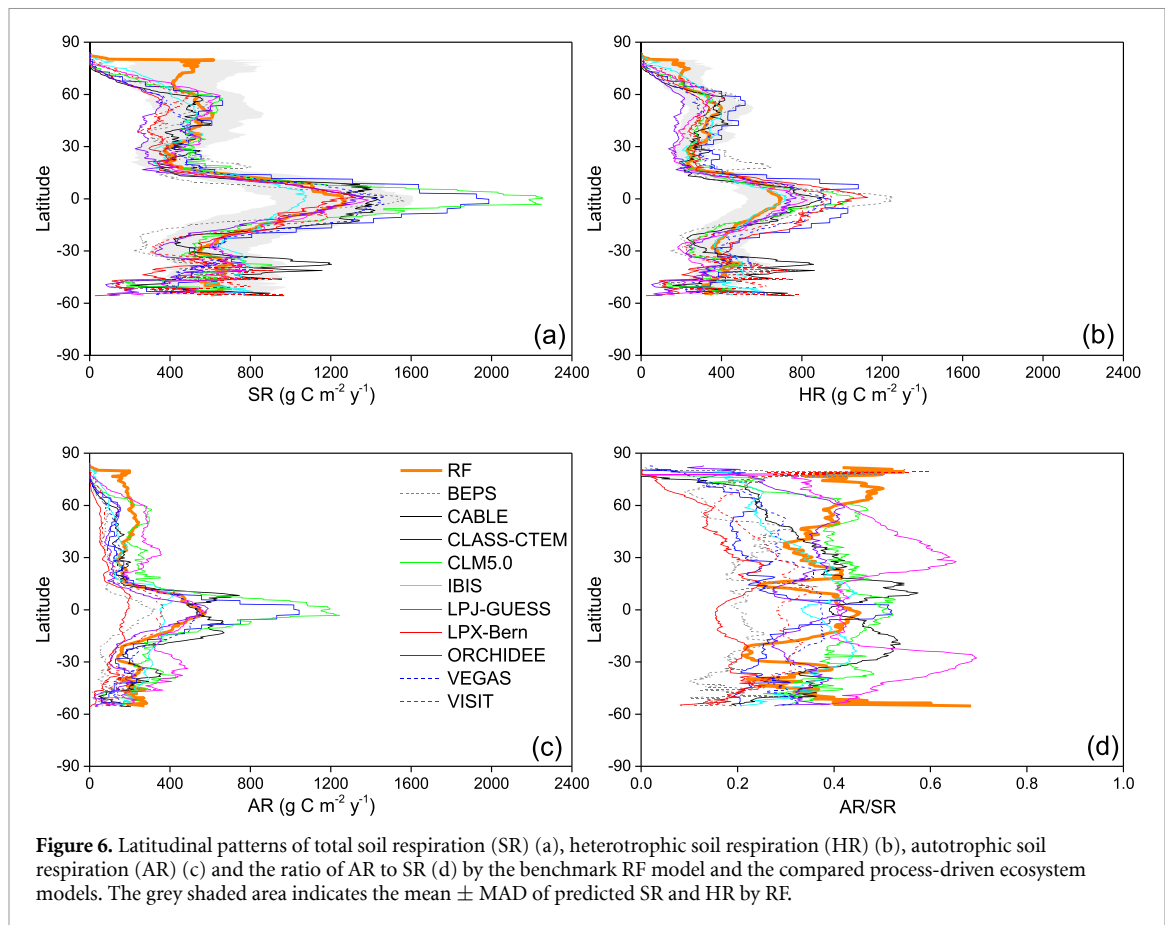 90
60
30
0
-30
-60
-90
Latitude
0 400 800 1200 1600 2000 2400
SR (g C m-2 y-1)
(a)
90
60
30
0
-30
-60
-90
Latitude
0 400 800 1200 1600 2000 2400
HR (g C m-2 y-1)
(b)
90
60
30
0
-30
-60
-90
Latitude
RF
BEPS
CABLE
CLASS-CTEM
CLM5.0
IBIS
LPJ-GUESS
LPX-Bern
ORCHIDEE
VEGAS
VISIT
0 400 800 1200 1600 2000 2400
AR (g C m-2 y-1)
(c)
90
60
30
0
-30
-60
-90
Latitude
0.0 0.2 0.4 0.6 0.8 1.0
AR/SR
(d)
Figure 6. Latitudinal patterns of total soil respiration (SR) (a), heterotrophic soil respiration (HR) (b), autotrophic soil
respiration (AR) (c) and the ratio of AR to SR (d) by the benchmark RF model and the compared process-driven ecosystem
models. The grey shaded area indicates the mean ± MAD of predicted SR and HR by RF.